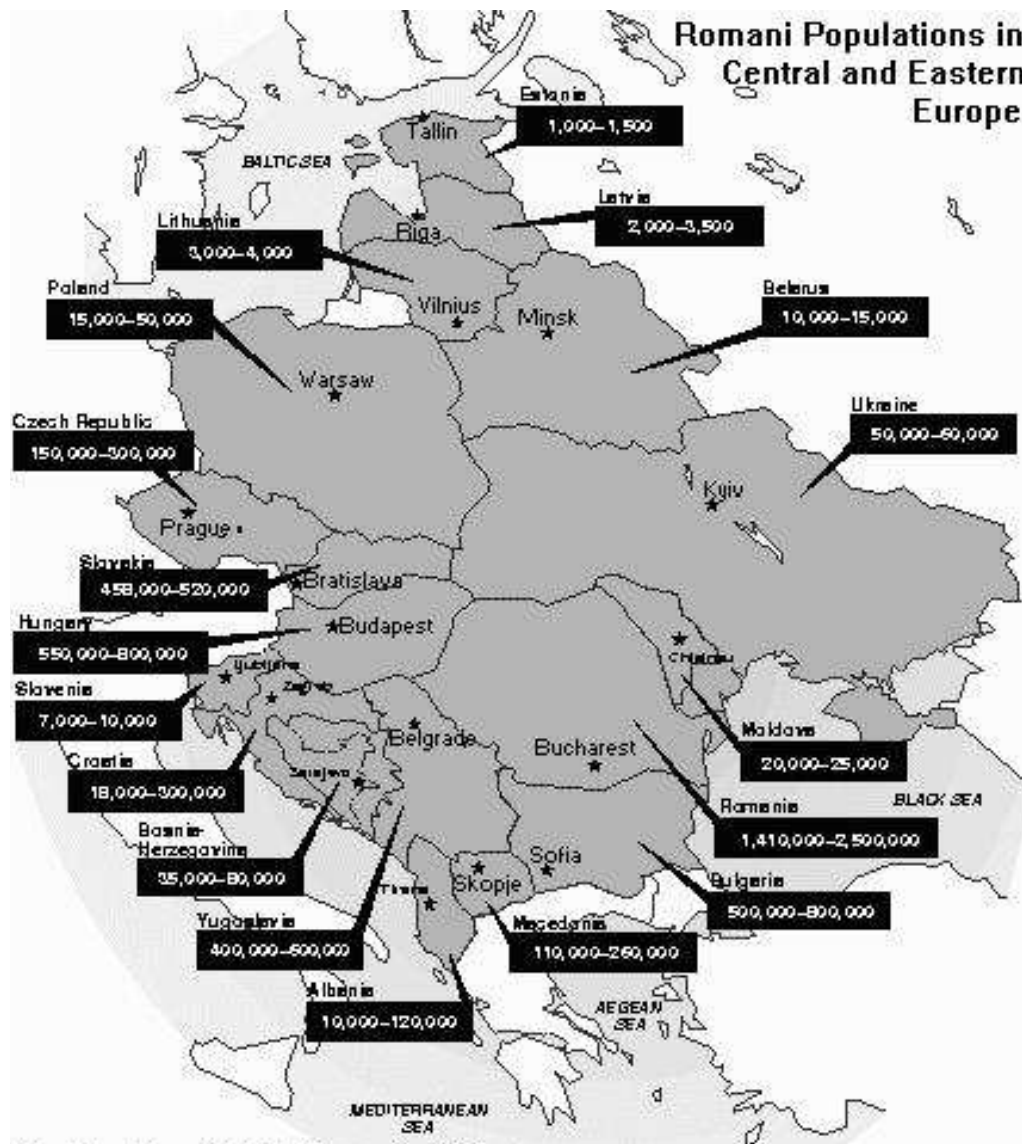 Romani Populations in
Central and Eastern
Europe
Estonia
1,000–1,500
Tallin
BALTIC SEA
Latvia
2,000–3,500
Riga
Lithuania
3,000–4,000
Vilnius
Poland
15,000–50,000
Minsk
Belarus
10,000–15,000
Warsaw
Ukraine
50,000–60,000
Czech Republic
150,000–300,000
Kyiv
Prague
Slovakia
458,000–520,000
Bratislava
Hungary
550,000–800,000
Budapest
Ljubljana
Chisinau
Slovenia
7,000–10,000
Zagreb
Belgrade
Bucharest
Moldova
20,000–25,000
Croatia
18,000–300,000
Sarajevo
BLACK SEA
Romania
1,410,000–2,500,000
Bosnia-
Herzegovina
35,000–80,000
Sofia
Skopje
Tirana
Bulgaria
500,000–800,000
Yugoslavia
Macedonia
110,000–260,000
Albania
10,000–120,000
AEGEAN
SEA
MEDITERRANEAN
SEA